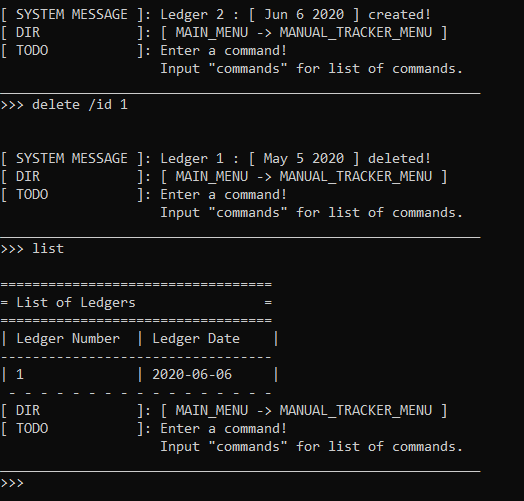 [ SYSTEM MESSAGE ]: Ledger 2 : [ Jun 6 2020 ] created!
[ DIR            ]: [ MAIN_MENU -> MANUAL_TRACKER_MENU ]
[ TODO           ]: Enter a command!
                    Input "commands" for list of commands.
____________________________________________________________
>>> delete /id 1
[ SYSTEM MESSAGE ]: Ledger 1 : [ May 5 2020 ] deleted!
[ DIR            ]: [ MAIN_MENU -> MANUAL_TRACKER_MENU ]
[ TODO           ]: Enter a command!
                    Input "commands" for list of commands.
____________________________________________________________
>>> list
==================================
= List of Ledgers                =
==================================
| Ledger Number  | Ledger Date    |
----------------------------------
| 1              | 2020-06-06     |
 - - - - - - - - - - - - - - - - -
[ DIR            ]: [ MAIN_MENU -> MANUAL_TRACKER_MENU ]
[ TODO           ]: Enter a command!
                    Input "commands" for list of commands.
____________________________________________________________
>>>